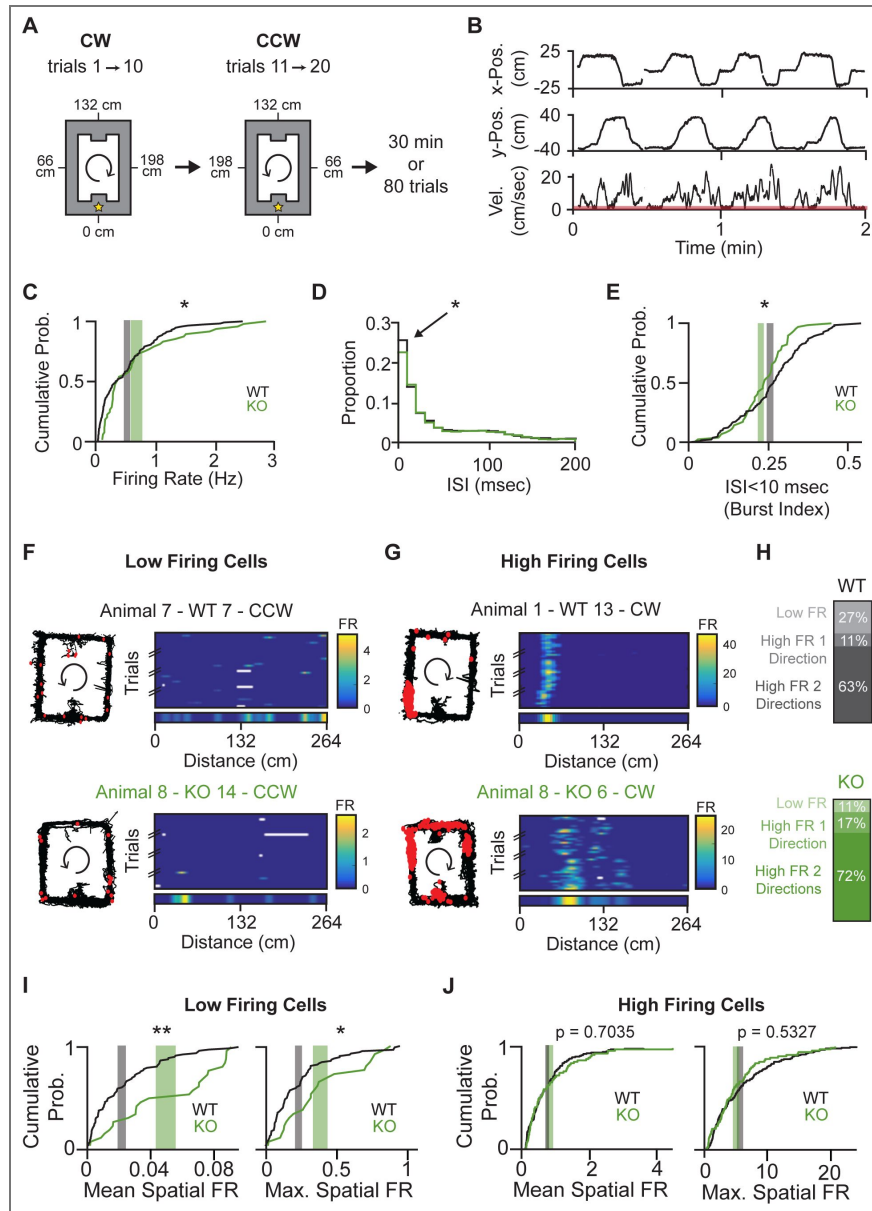 A
CW
trials 1→10
132 cm
66 cm
198 cm
0 cm
CCW
trials 11→20
132 cm
198 cm
66 cm
0 cm
30 min
or
80 trials
B
x-Pos. (cm)
25
-25
y-Pos. (cm)
40
-40
Vel. (cm/sec)
20
0
0 1 2
Time (min)
C
*
Cumulative Prob.
1
0.5
0 1 2 3
WT
KO
Firing Rate (Hz)
D
*
Proportion
0.3
0.2
0.1
0
0 100 200
WT
KO
ISI (msec)
E
*
Cumulative Prob.
1
0.5
0
0 0.25 0.5
WT
KO
ISI<10 msec
(Burst Index)
F
Low Firing Cells
Animal 7 - WT 7 - CCW
Trials
FR
4
2
0
0 132 264
Distance (cm)
Animal 8 - KO 14 - CCW
Trials
FR
2
1
0
0 132 264
Distance (cm)
G
High Firing Cells
Animal 1 - WT 13 - CW
Trials
FR
40
20
0
0 132 264
Distance (cm)
Animal 8 - KO 6 - CW
Trials
FR
20
10
0
0 132 264
Distance (cm)
H
WT
Low FR 27%
High FR 1 Direction 11%
High FR 2 Directions 63%
KO
Low FR 11%
High FR 1 Direction 17%
High FR 2 Directions 72%
I
Low Firing Cells
**
Cumulative Prob.
1
0
0 0.04 0.08
WT
KO
Mean Spatial FR
*
0 0.5 1
WT
KO
Max. Spatial FR
J
High Firing Cells
p = 0.7035
Cumulative Prob.
1
0
0 2 4
WT
KO
Mean Spatial FR
p = 0.5327
1
0
0 10 20
WT
KO
Max. Spatial FR